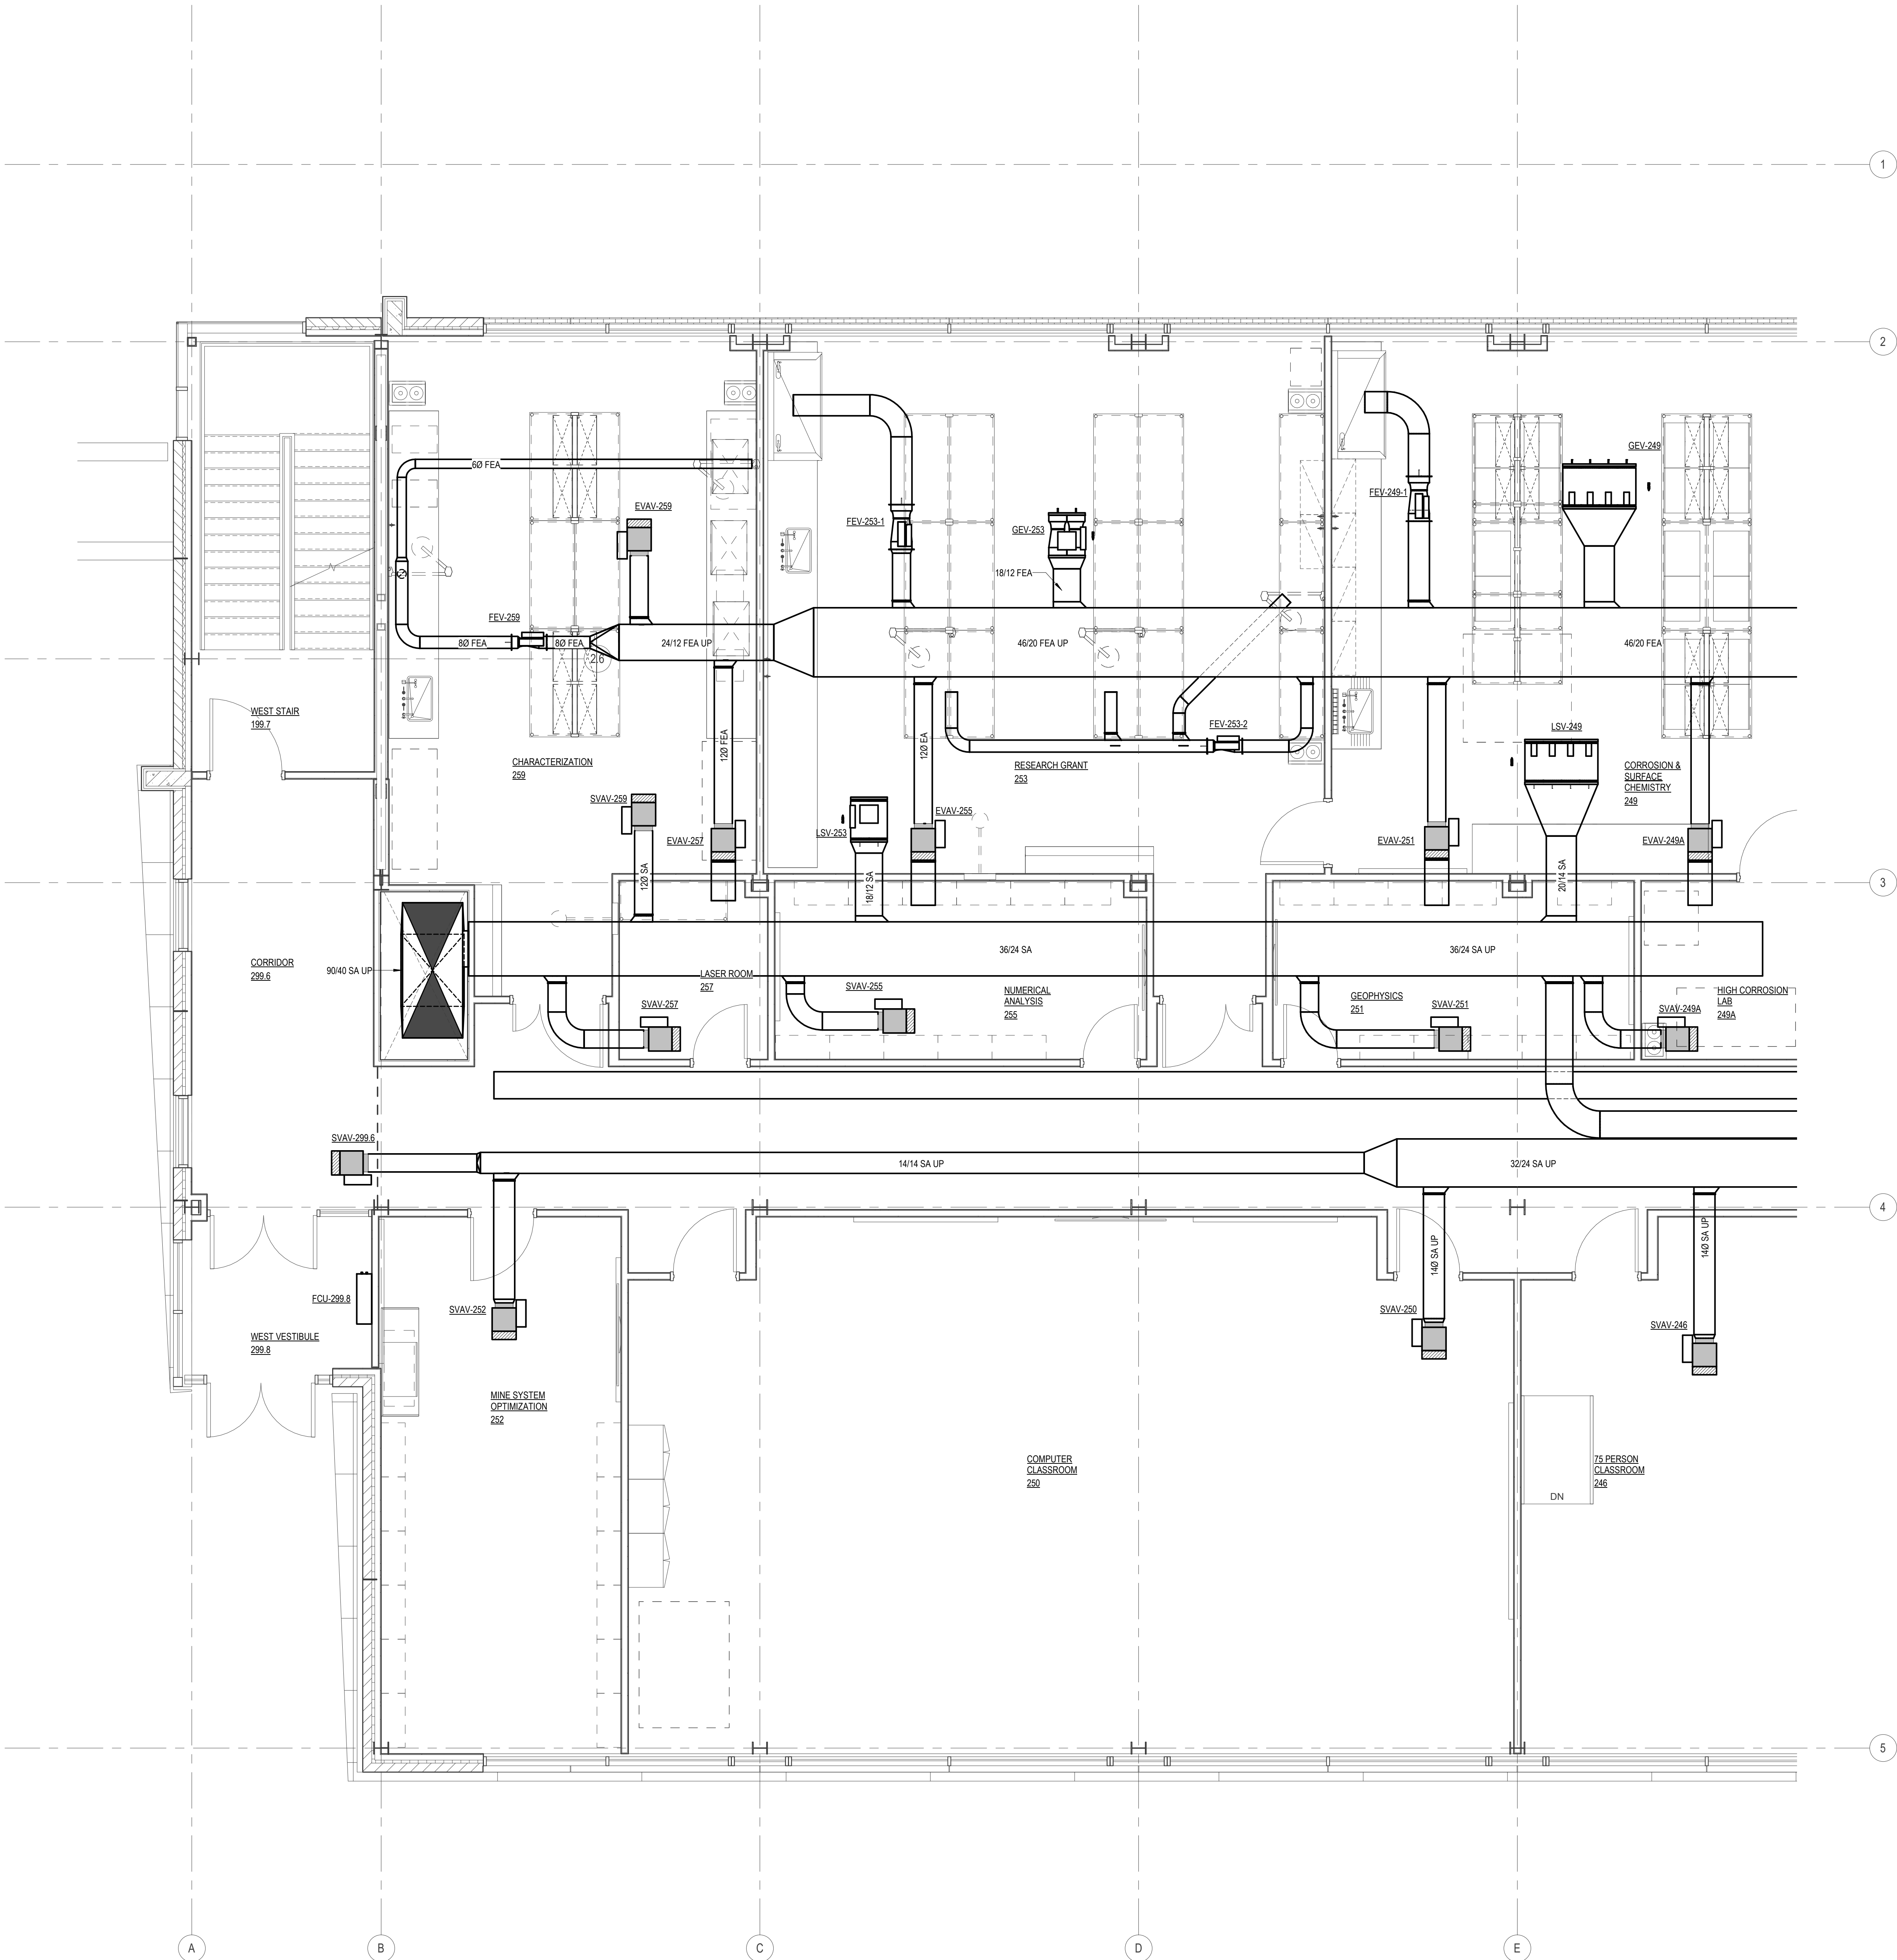 1
2
GEV-249
6Ø FEA
EVAV-259
FEV-253-1
GEV-253
FEV-249-1
18/12 FEA
FEV-259
8Ø FEA
8Ø FEA
24/12 FEA UP
46/20 FEA UP
46/20 FEA
2.6
WEST STAIR
199.7
FEV-253-2
LSV-249
12Ø FEA
12Ø EA
CHARACTERIZATION
259
RESEARCH GRANT
253
CORROSION &
SURFACE
CHEMISTRY
249
SVAV-259
EVAV-257
LSV-253
EVAV-255
EVAV-251
EVAV-249A
12Ø SA
18/12 SA
20/14 SA
3
36/24 SA
36/24 SA UP
CORRIDOR
299.6
90/40 SA UP
LASER ROOM
257
SVAV-257
SVAV-255
NUMERICAL
ANALYSIS
255
GEOPHYSICS
251
SVAV-251
SVAV-249A
HIGH CORROSION
LAB
249A
SVAV-299.6
14/14 SA UP
32/24 SA UP
4
14Ø SA UP
14Ø SA UP
FCU-299.8
SVAV-252
SVAV-250
SVAV-246
WEST VESTIBULE
299.8
MINE SYSTEM
OPTIMIZATION
252
COMPUTER
CLASSROOM
250
75 PERSON
CLASSROOM
246
DN
5
A
B
C
D
E